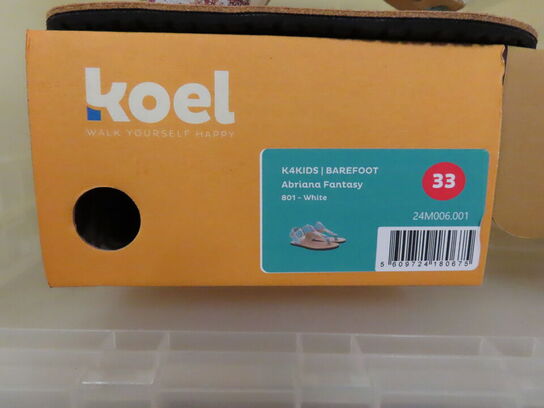 koel
WALK YOURSELF HAPPY
K4KIDS | BAREFOOT
Abriana Fantasy
801 - White
33
24M006.001
5 609724 180675